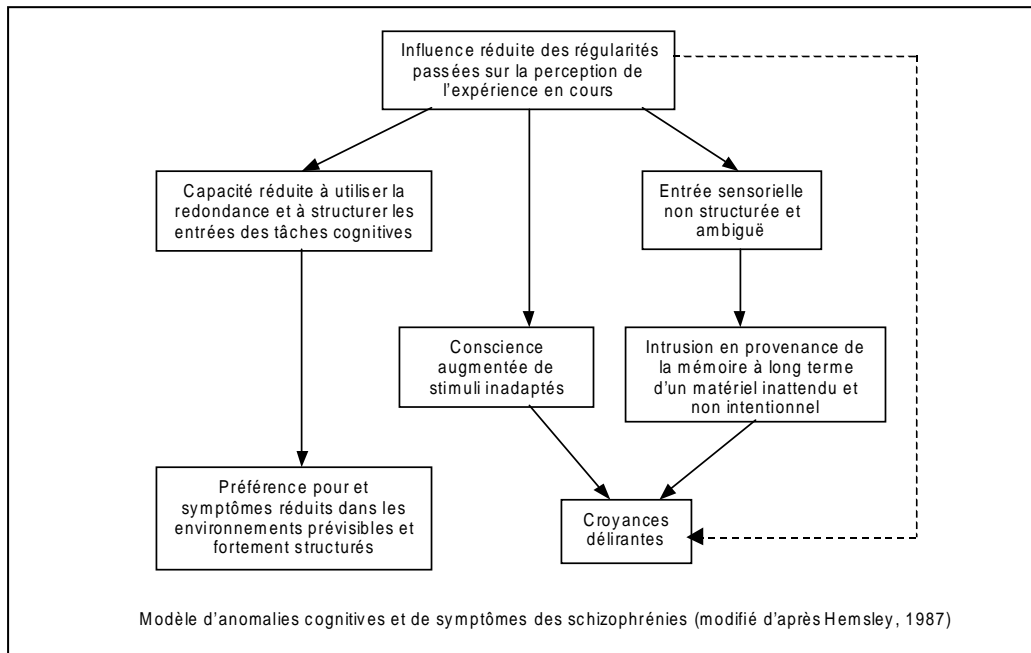 Influence réduite des régularités
passées sur la perception de
l'expérience en cours
Capacité réduite à utiliser la
redondance et à structurer les
entrées des tâches cognitives
Entrée sensorielle
non structurée et
ambiguë
Conscience
augmentée de
stimuli inadaptés
Intrusion en provenance de
la mémoire à long terme
d'un matériel inattendu et
non intentionnel
Préférence pour et
symptômes réduits dans les
environnements prévisibles et
fortement structurés
Croyances
délirantes
Modèle d'anomalies cognitives et de symptômes des schizophrénies (modifié d'après Hemsley, 1987)